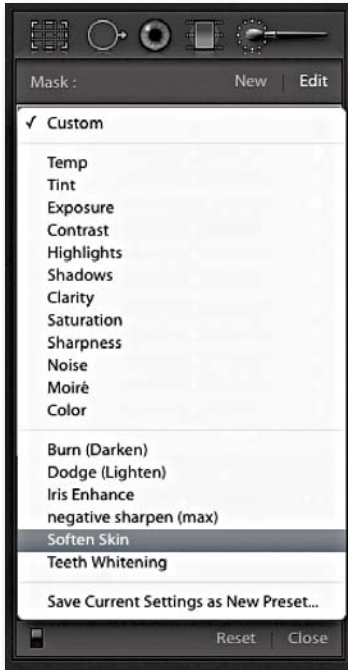 Mask : New | Edit
✓ Custom
Temp
Tint
Exposure
Contrast
Highlights
Shadows
Clarity
Saturation
Sharpness
Noise
Moiré
Color
Burn (Darken)
Dodge (Lighten)
Iris Enhance
negative sharpen (max)
Soften Skin
Teeth Whitening
Save Current Settings as New Preset...
Reset | Close